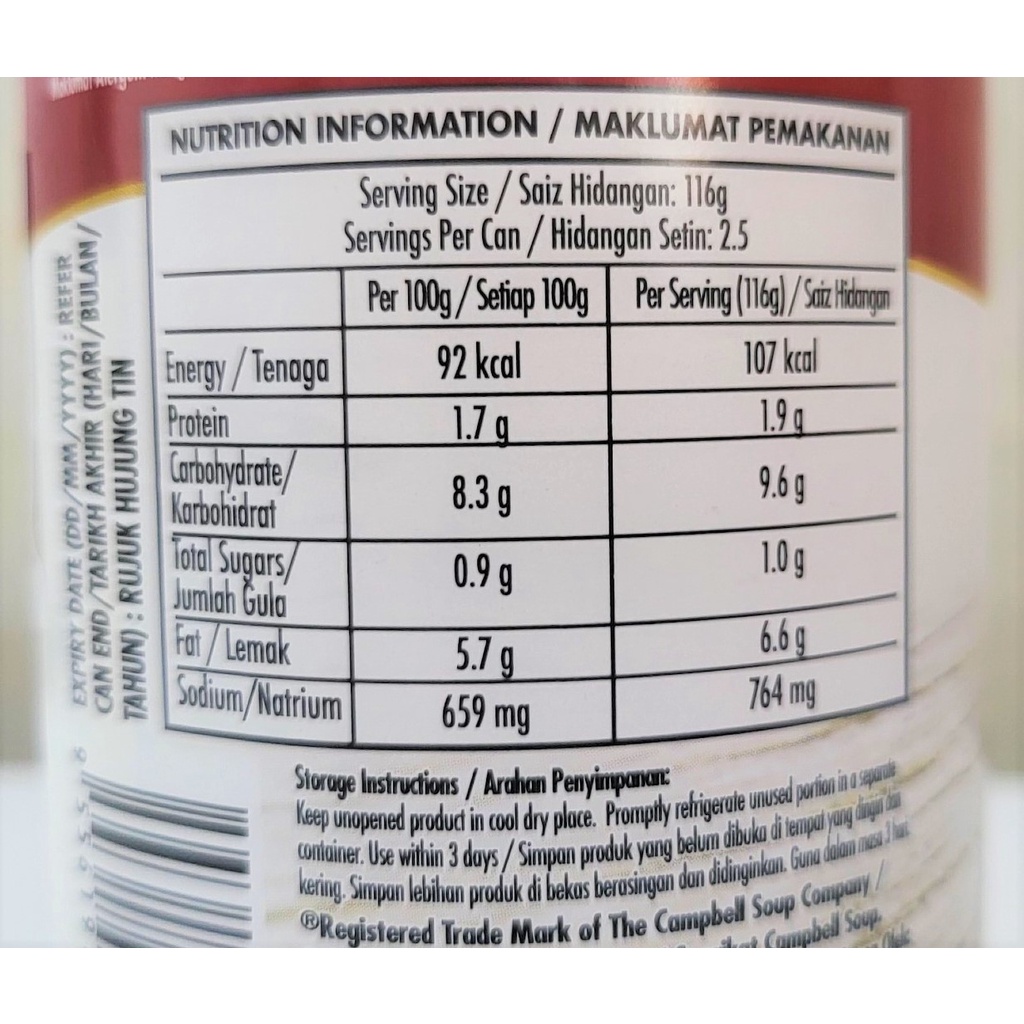 NUTRITION INFORMATION / MAKLUMAT PEMAKANAN
Serving Size / Saiz Hidangan: 116g
Servings Per Can / Hidangan Setin: 2.5
Per 100g / Setiap 100g Per Serving (116g) / Saiz Hidangan
Energy / Tenaga 92 kcal 107 kcal
Protein 1.7 g 1.9 g
Carbohydrate/
Karbohidrat 8.3 g 9.6 g
Total Sugars/
Jumlah Gula 0.9 g 1.0 g
Fat / Lemak 5.7 g 6.6 g
Sodium/Natrium 659 mg 764 mg
EXPIRY DATE (DD/MM/YYYY) : REFER
CAN END/TARIKH AKHIR (HARI/BULAN/
TAHUN) : RUJUK HUJUNG TIN
Storage Instructions / Arahan Penyimpanan:
Keep unopened product in cool dry place. Promptly refrigerate unused portion in a separate
container. Use within 3 days / Simpan produk yang belum dibuka di tempat yang dingin dan
kering. Simpan lebihan produk di bekas berasingan dan didinginkan. Guna dalam masa 3 hari.
®Registered Trade Mark of The Campbell Soup Company /
Campbell Soup.